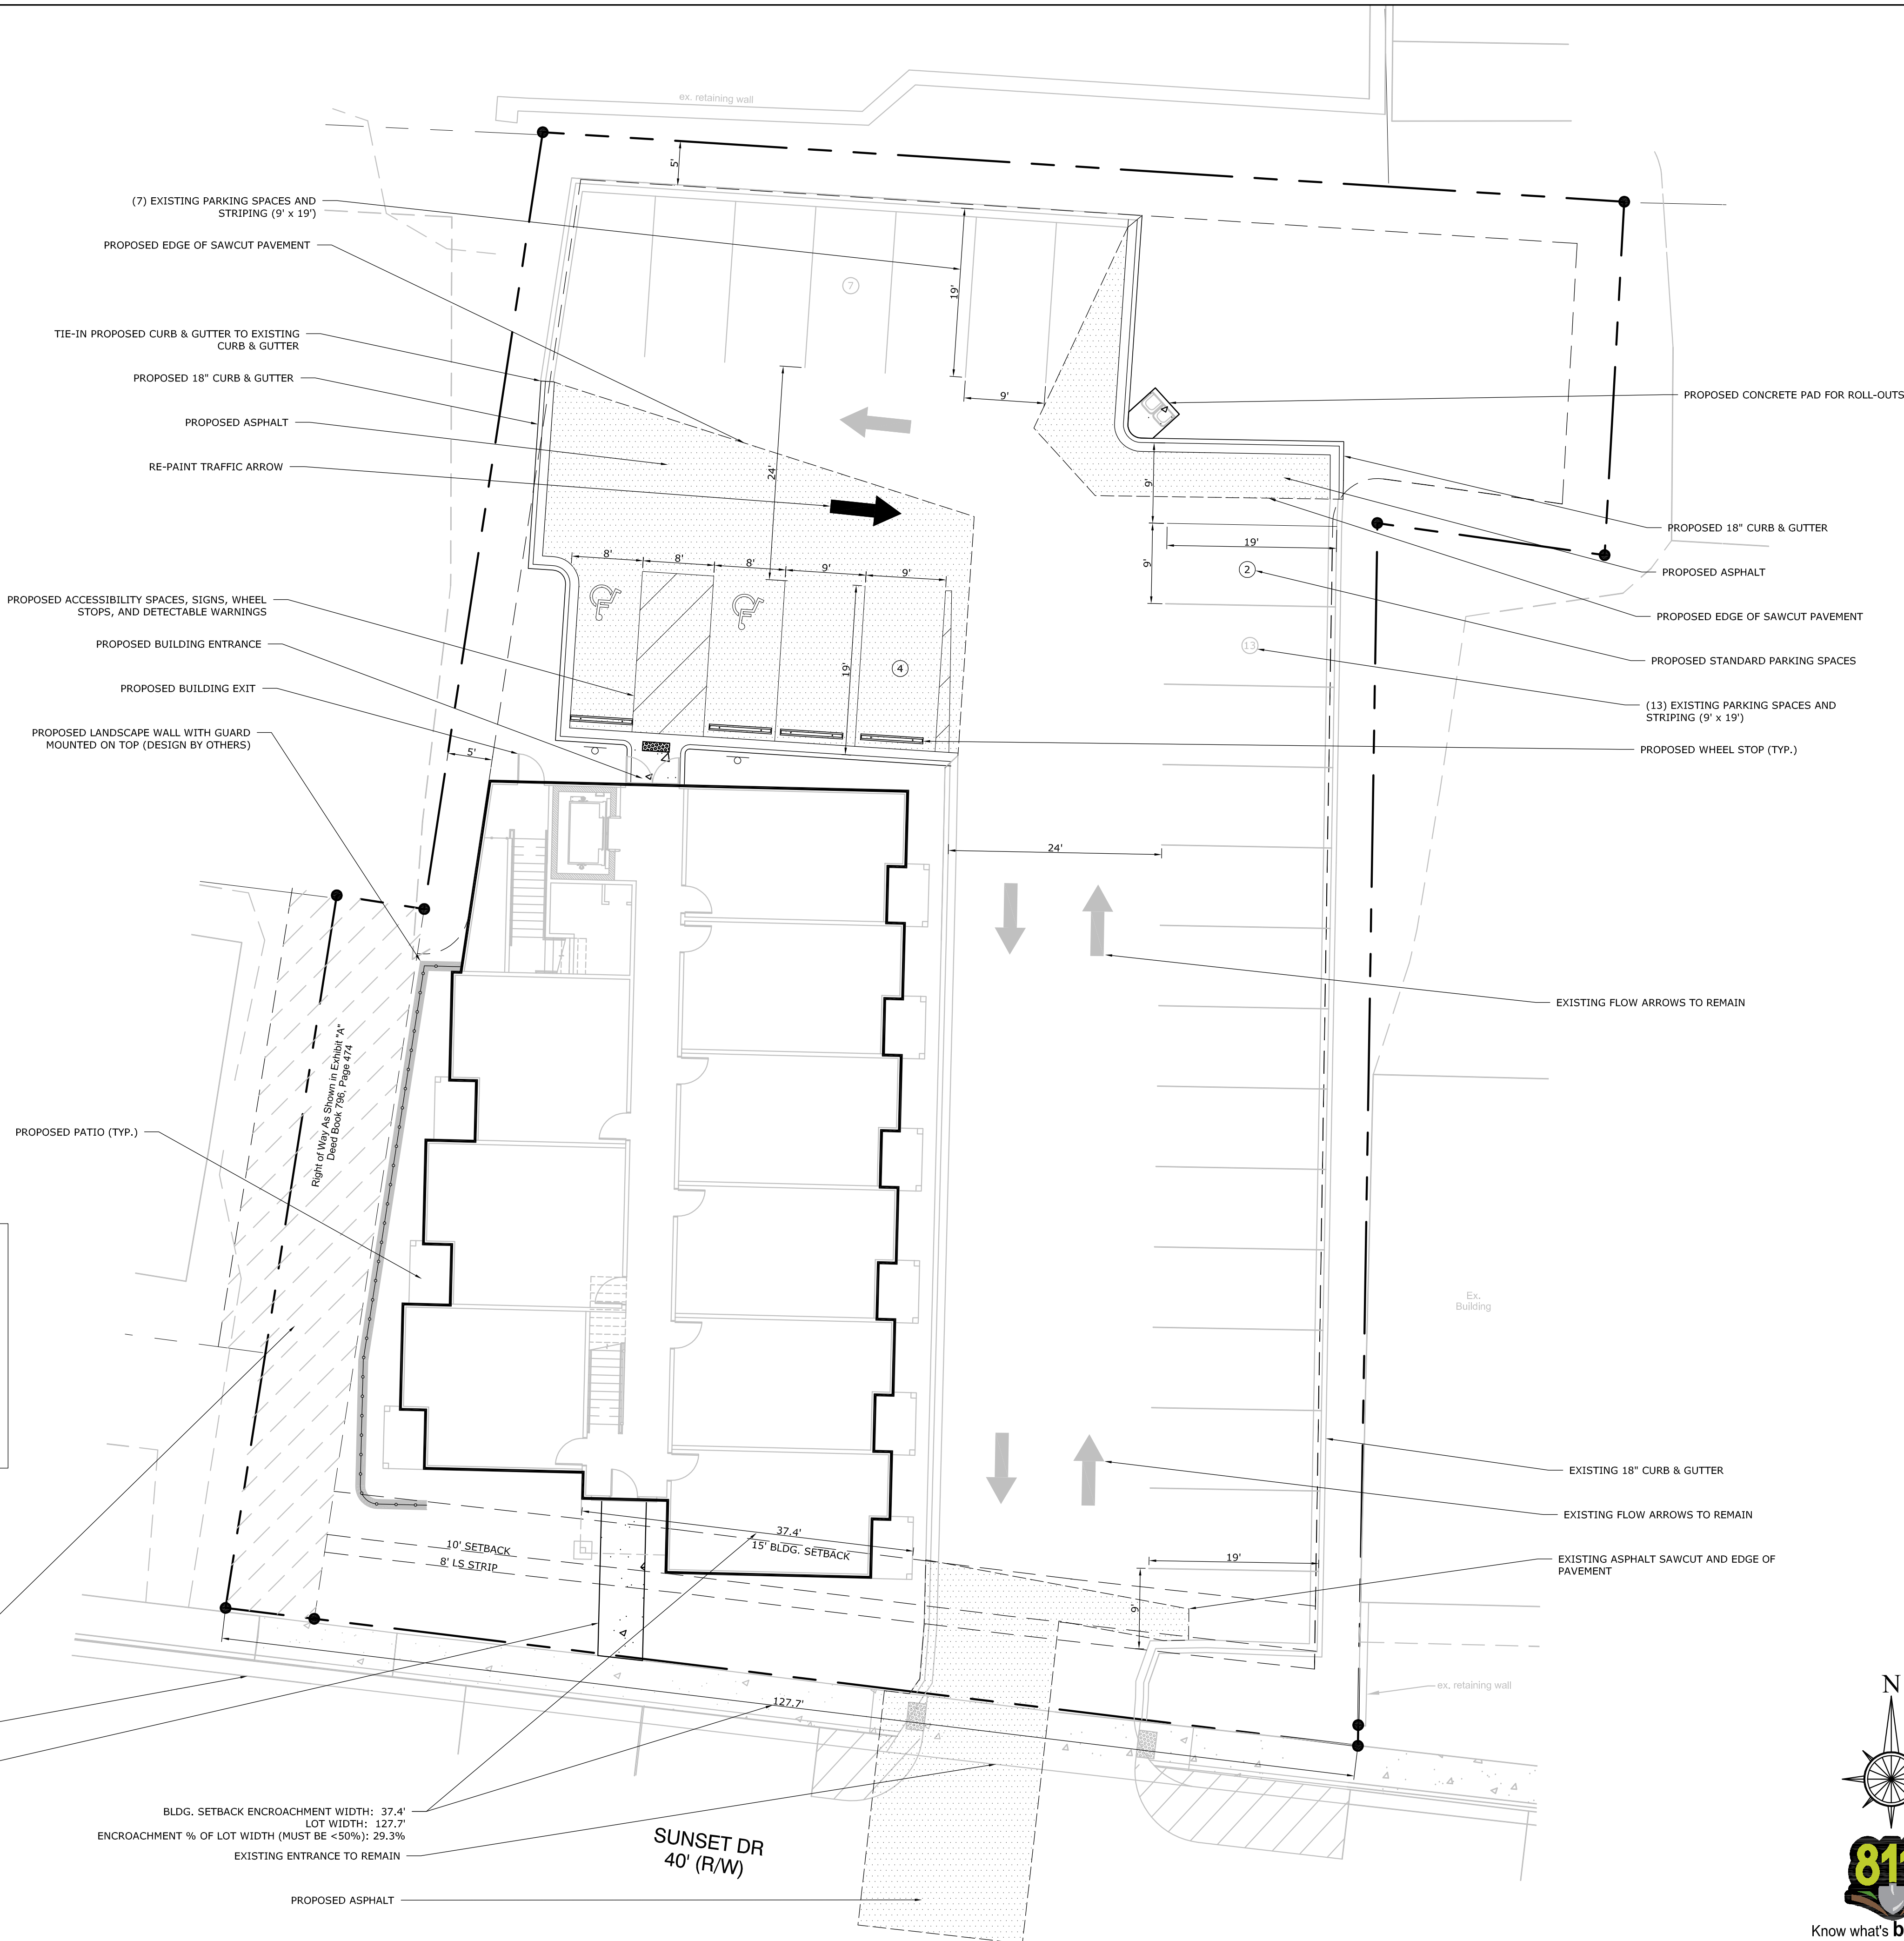 ex. retaining wall
5'
(7) EXISTING PARKING SPACES AND
STRIPING (9' x 19')
PROPOSED EDGE OF SAWCUT PAVEMENT
7
19'
TIE-IN PROPOSED CURB & GUTTER TO EXISTING
CURB & GUTTER
PROPOSED 18" CURB & GUTTER
9'
PROPOSED CONCRETE PAD FOR ROLL-OUTS
PROPOSED ASPHALT
RE-PAINT TRAFFIC ARROW
24'
9'
PROPOSED 18" CURB & GUTTER
19'
9'
2
PROPOSED ASPHALT
8'
8'
8'
9'
9'
PROPOSED ACCESSIBILITY SPACES, SIGNS, WHEEL
STOPS, AND DETECTABLE WARNINGS
PROPOSED EDGE OF SAWCUT PAVEMENT
PROPOSED BUILDING ENTRANCE
13
PROPOSED STANDARD PARKING SPACES
19'
4
PROPOSED BUILDING EXIT
(13) EXISTING PARKING SPACES AND
STRIPING (9' x 19')
PROPOSED LANDSCAPE WALL WITH GUARD
MOUNTED ON TOP (DESIGN BY OTHERS)
5'
PROPOSED WHEEL STOP (TYP.)
24'
EXISTING FLOW ARROWS TO REMAIN
Right of Way As Shown in Exhibit "A"
Deed Book 796, Page 474
PROPOSED PATIO (TYP.)
Ex.
Building
EXISTING 18" CURB & GUTTER
EXISTING FLOW ARROWS TO REMAIN
37.4'
10' SETBACK
15' BLDG. SETBACK
8' LS STRIP
19'
9'
EXISTING ASPHALT SAWCUT AND EDGE OF
PAVEMENT
ex. retaining wall
N
127.7'
BLDG. SETBACK ENCROACHMENT WIDTH: 37.4'
LOT WIDTH: 127.7'
ENCROACHMENT % OF LOT WIDTH (MUST BE <50%): 29.3%
EXISTING ENTRANCE TO REMAIN
SUNSET DR
40' (R/W)
PROPOSED ASPHALT
811
Know what's b